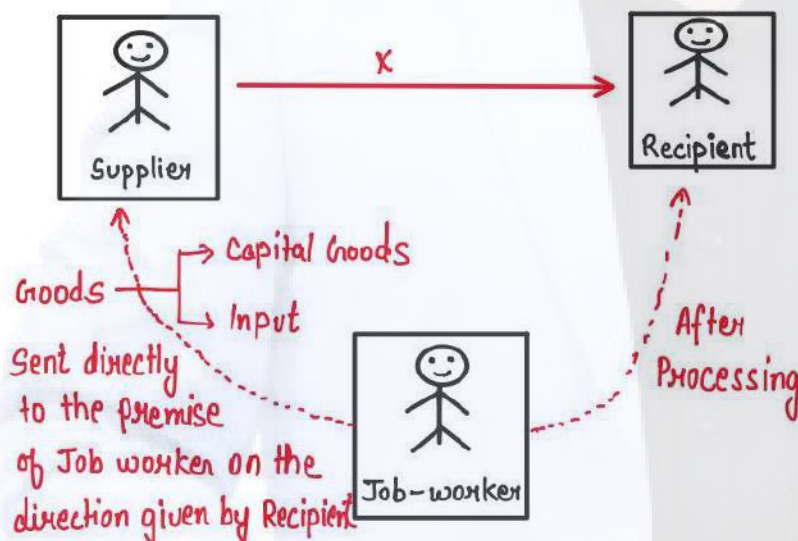 x
Supplier
Recipient
Goods
Capital Goods
Input
Sent directly
to the premise
of Job worker on the
direction given by Recipient
Job-worker
After
Processing